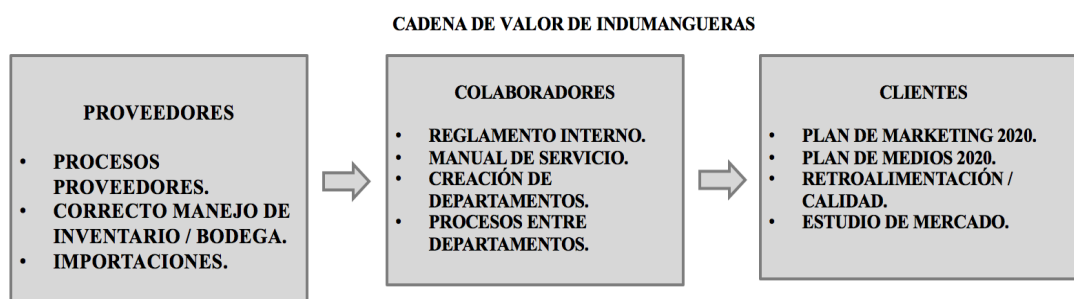 CADENA DE VALOR DE INDUMANGUERAS
PROVEEDORES
• PROCESOS
PROVEEDORES.
• CORRECTO MANEJO DE
INVENTARIO / BODEGA.
• IMPORTACIONES.
COLABORADORES
• REGLAMENTO INTERNO.
• MANUAL DE SERVICIO.
• CREACIÓN DE
DEPARTAMENTOS.
• PROCESOS ENTRE
DEPARTAMENTOS.
CLIENTES
• PLAN DE MARKETING 2020.
• PLAN DE MEDIOS 2020.
• RETROALIMENTACIÓN /
CALIDAD.
• ESTUDIO DE MERCADO.